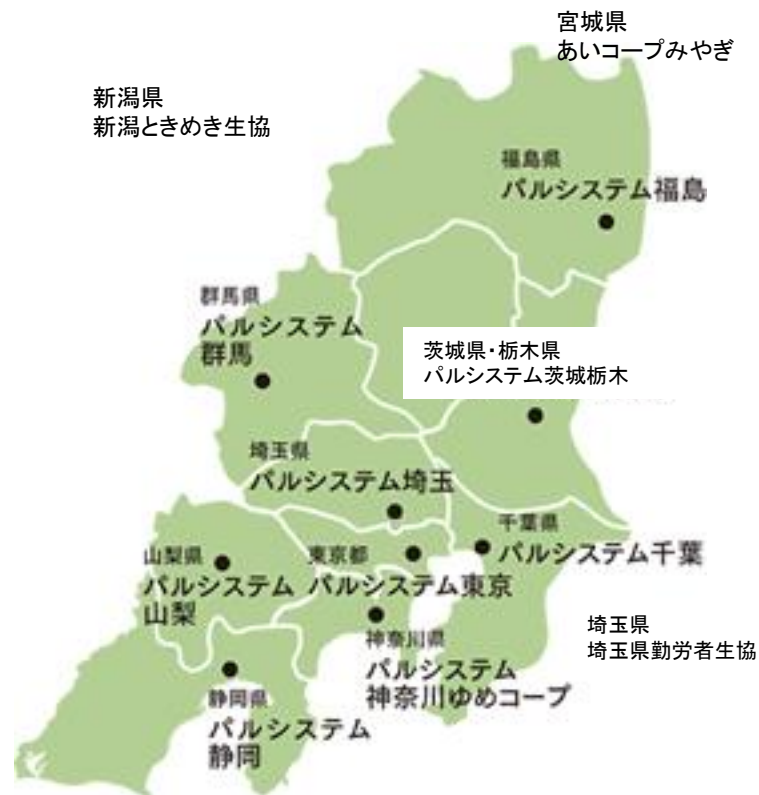 宮城県
あいコープみやぎ
新潟県
新潟ときめき生協
福島県
パルシステム福島
群馬県
パルシステム
群馬
茨城県・栃木県
パルシステム茨城栃木
埼玉県
パルシステム埼玉
千葉県
パルシステム千葉
山梨県
パルシステム
山梨
東京都
パルシステム東京
神奈川県
パルシステム
神奈川ゆめコープ
埼玉県
埼玉県勤労者生協
静岡県
パルシステム
静岡